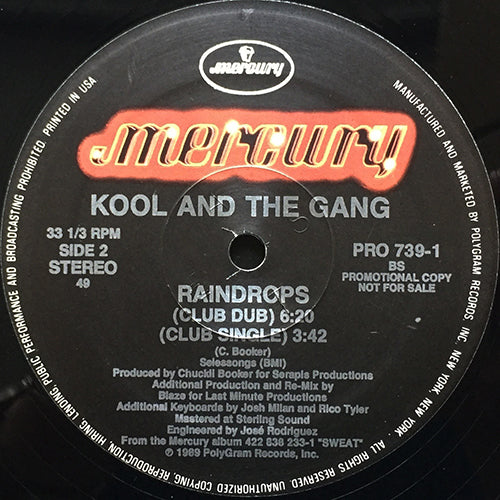 mercury
mercury
KOOL AND THE GANG
33 1/3 RPM
SIDE 2
STEREO
49
PRO 739-1
BS
PROMOTIONAL COPY
NOT FOR SALE
RAINDROPS
(CLUB DUB) 6:20
(CLUB SINGLE) 3:42
(C. Booker)
Selessongs (BMI)
Produced by Chuckii Booker for Serapis Productions
Additional Production and Re-Mix by
Blaze for Last Minute Productions
Additional Keyboards by Josh Milan and Rico Tyler
Mastered at Sterling Sound
Engineered by José Rodriguez
From the Mercury album 422 838 233-1 "SWEAT"
℗ 1989 PolyGram Records, Inc.
MANUFACTURED AND MARKETED BY POLYGRAM RECORDS INC. NEW YORK, NEW YORK. ALL RIGHTS RESERVED. UNAUTHORIZED COPYING, REPRODUCTION, HIRING, LENDING, PUBLIC PERFORMANCE AND BROADCASTING PROHIBITED. PRINTED IN USA